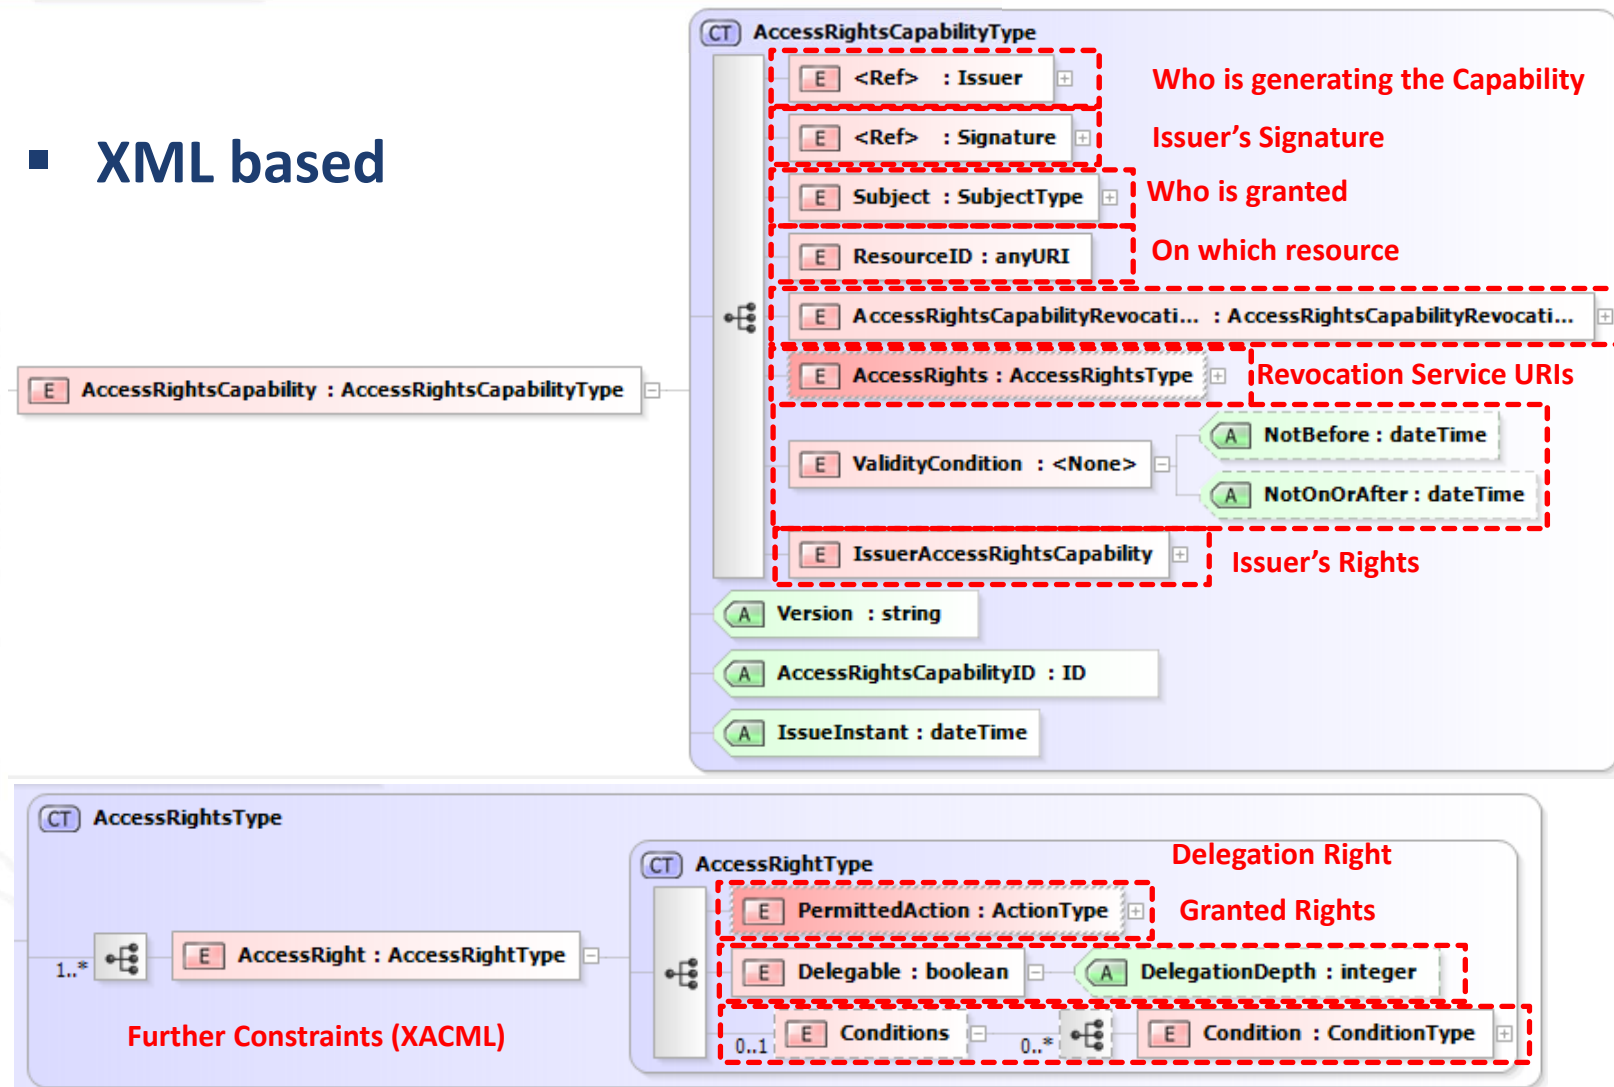 CT AccessRightsCapabilityType
E <Ref> : Issuer
Who is generating the Capability
E <Ref> : Signature
Issuer's Signature
▪ XML based
E Subject : SubjectType
Who is granted
E ResourceID : anyURI
On which resource
E AccessRightsCapabilityRevocati... : AccessRightsCapabilityRevocati...
E AccessRights : AccessRightsType
Revocation Service URIs
E AccessRightsCapability : AccessRightsCapabilityType
A NotBefore : dateTime
E ValidityCondition : <None>
A NotOnOrAfter : dateTime
E IssuerAccessRightsCapability
Issuer's Rights
A Version : string
A AccessRightsCapabilityID : ID
A IssueInstant : dateTime
CT AccessRightsType
CT AccessRightType
Delegation Right
E PermittedAction : ActionType
Granted Rights
1..* E AccessRight : AccessRightType
E Delegable : boolean
A DelegationDepth : integer
Further Constraints (XACML)
0..1 E Conditions
0..* E Condition : ConditionType